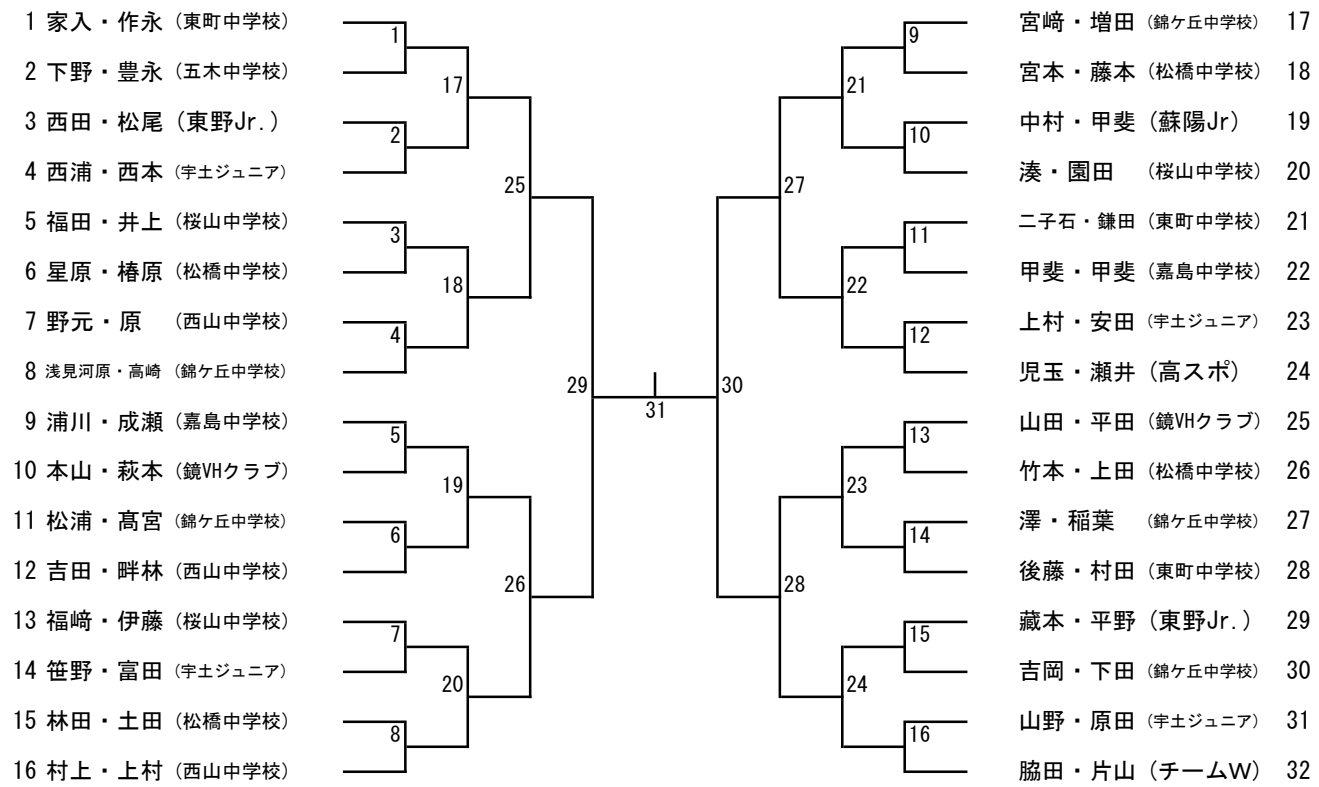 1 家入・作永 (東町中学校)
2 下野・豊永 (五木中学校)
3 西田・松尾 (東野Jr.)
4 西浦・西本 (宇土ジュニア)
5 福田・井上 (桜山中学校)
6 星原・椿原 (松橋中学校)
7 野元・原 (西山中学校)
8 浅見河原・高崎 (錦ケ丘中学校)
9 浦川・成瀬 (嘉島中学校)
10 本山・萩本 (鏡VHクラブ)
11 松浦・髙宮 (錦ケ丘中学校)
12 吉田・畔林 (西山中学校)
13 福﨑・伊藤 (桜山中学校)
14 笹野・富田 (宇土ジュニア)
15 林田・土田 (松橋中学校)
16 村上・上村 (西山中学校)
1
2
3
4
5
6
7
8
17
18
19
20
25
26
29
31
30
27
28
21
22
23
24
9
10
11
12
13
14
15
16
宮﨑・増田 (錦ケ丘中学校) 17
宮本・藤本 (松橋中学校) 18
中村・甲斐 (蘇陽Jr) 19
湊・園田 (桜山中学校) 20
二子石・鎌田 (東町中学校) 21
甲斐・甲斐 (嘉島中学校) 22
上村・安田 (宇土ジュニア) 23
児玉・瀬井 (高スポ) 24
山田・平田 (鏡VHクラブ) 25
竹本・上田 (松橋中学校) 26
澤・稲葉 (錦ケ丘中学校) 27
後藤・村田 (東町中学校) 28
藏本・平野 (東野Jr.) 29
吉岡・下田 (錦ケ丘中学校) 30
山野・原田 (宇土ジュニア) 31
脇田・片山 (チームW) 32